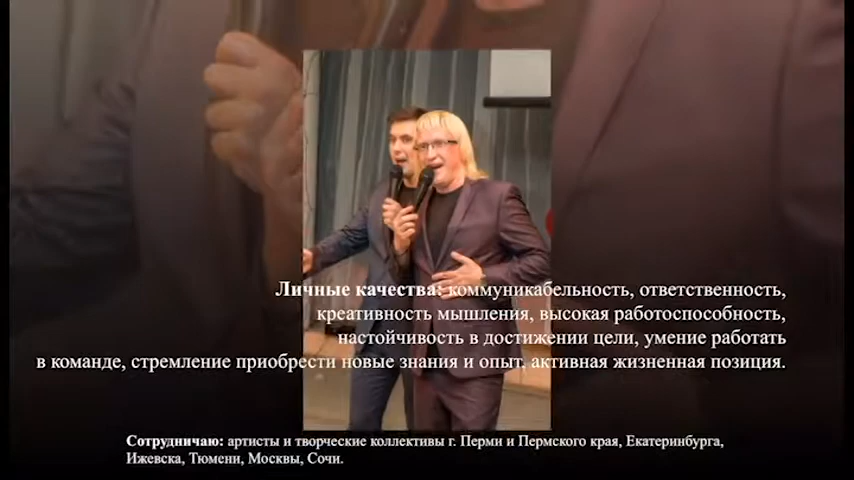 Личные качества: коммуникабельность, ответственность,
креативность мышления, высокая работоспособность,
настойчивость в достижении цели, умение работать
в команде, стремление приобрести новые знания и опыт, активная жизненная позиция.
Сотрудничаю: артисты и творческие коллективы г. Перми и Пермского края, Екатеринбурга,
Ижевска, Тюмени, Москвы, Сочи.